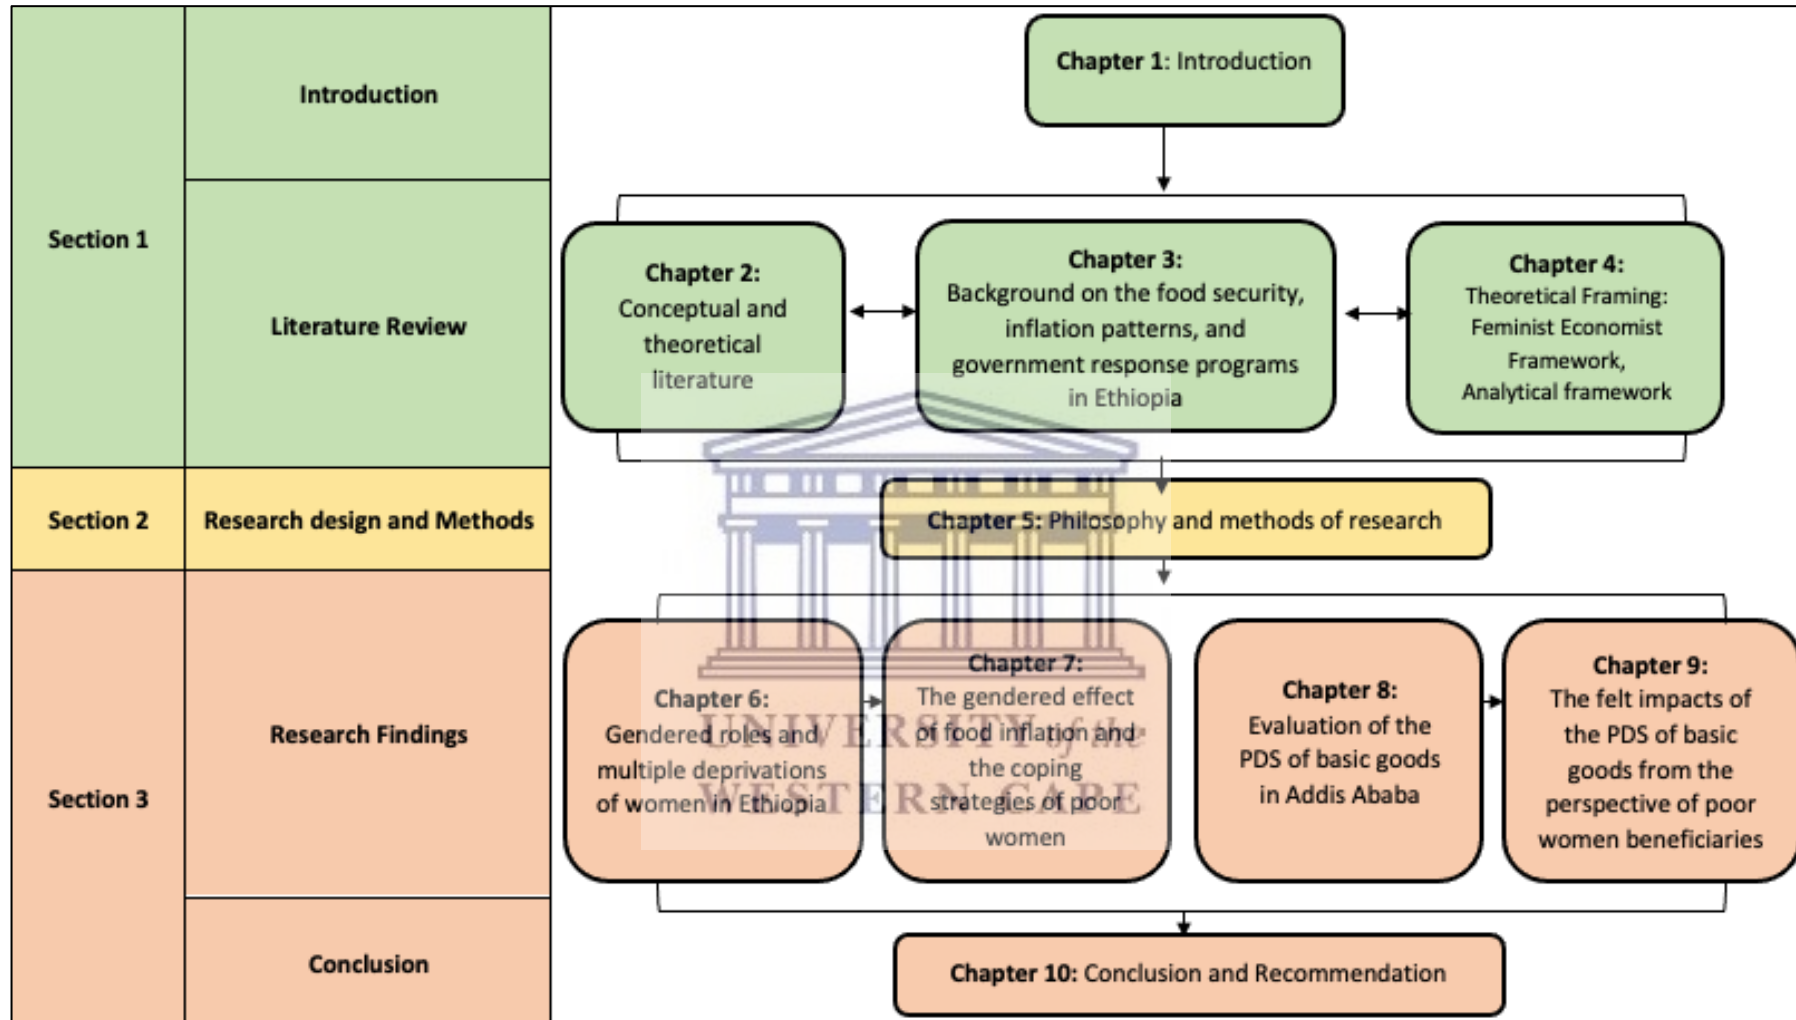 Section 1
Introduction
Chapter 1: Introduction
Literature Review
Chapter 2:
Conceptual and
theoretical
literature
Chapter 3:
Background on the food security,
inflation patterns, and
government response programs
in Ethiopia
Chapter 4:
Theoretical Framing:
Feminist Economist
Framework,
Analytical framework
Section 2
Research design and Methods
Chapter 5: Philosophy and methods of research
Section 3
Research Findings
Chapter 6:
Gendered roles and
multiple deprivations
of women in Ethiopia
Chapter 7:
The gendered effect
of food inflation and
the coping
strategies of poor
women
Chapter 8:
Evaluation of the
PDS of basic goods
in Addis Ababa
Chapter 9:
The felt impacts of
the PDS of basic
goods from the
perspective of poor
women beneficiaries
UNIVERSITY of the
WESTERN CAPE
Conclusion
Chapter 10: Conclusion and Recommendation